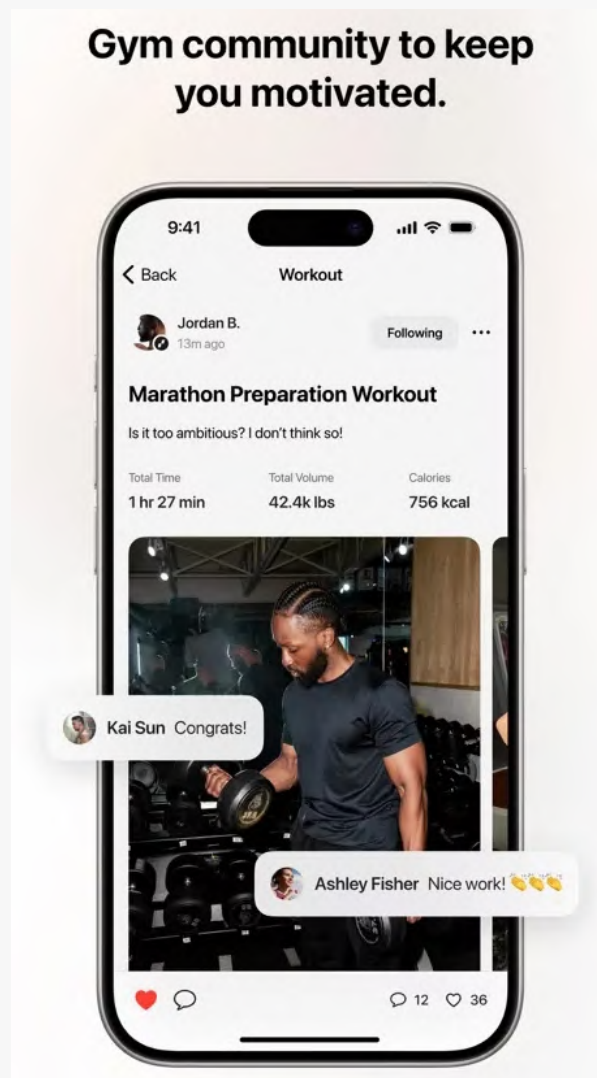 Gym community to keep
you motivated.
9:41
Back
Workout
Jordan B.
13m ago
Following
Marathon Preparation Workout
Is it too ambitious? I don't think so!
Total Time
Total Volume
Calories
1 hr 27 min
42.4k lbs
756 kcal
Kai Sun Congrats!
Ashley Fisher Nice work! 👏👏👏
12
36